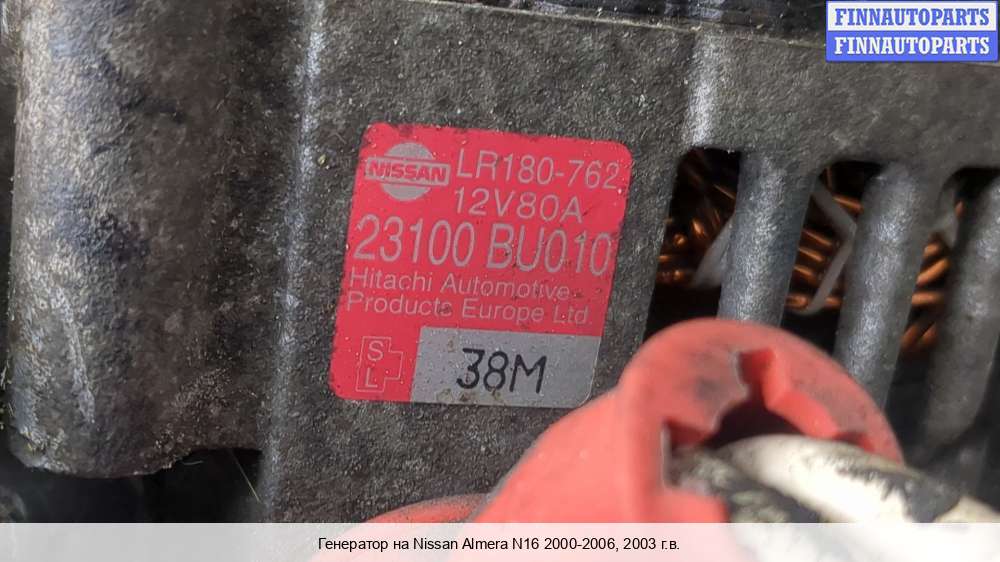 FINNAUTOPARTS
FINNAUTOPARTS
NISSAN LR180-762
12V80A
23100 BU010
Hitachi Automotive
Products Europe Ltd.
S
L
38M
Генератор на Nissan Almera N16 2000-2006, 2003 г.в.